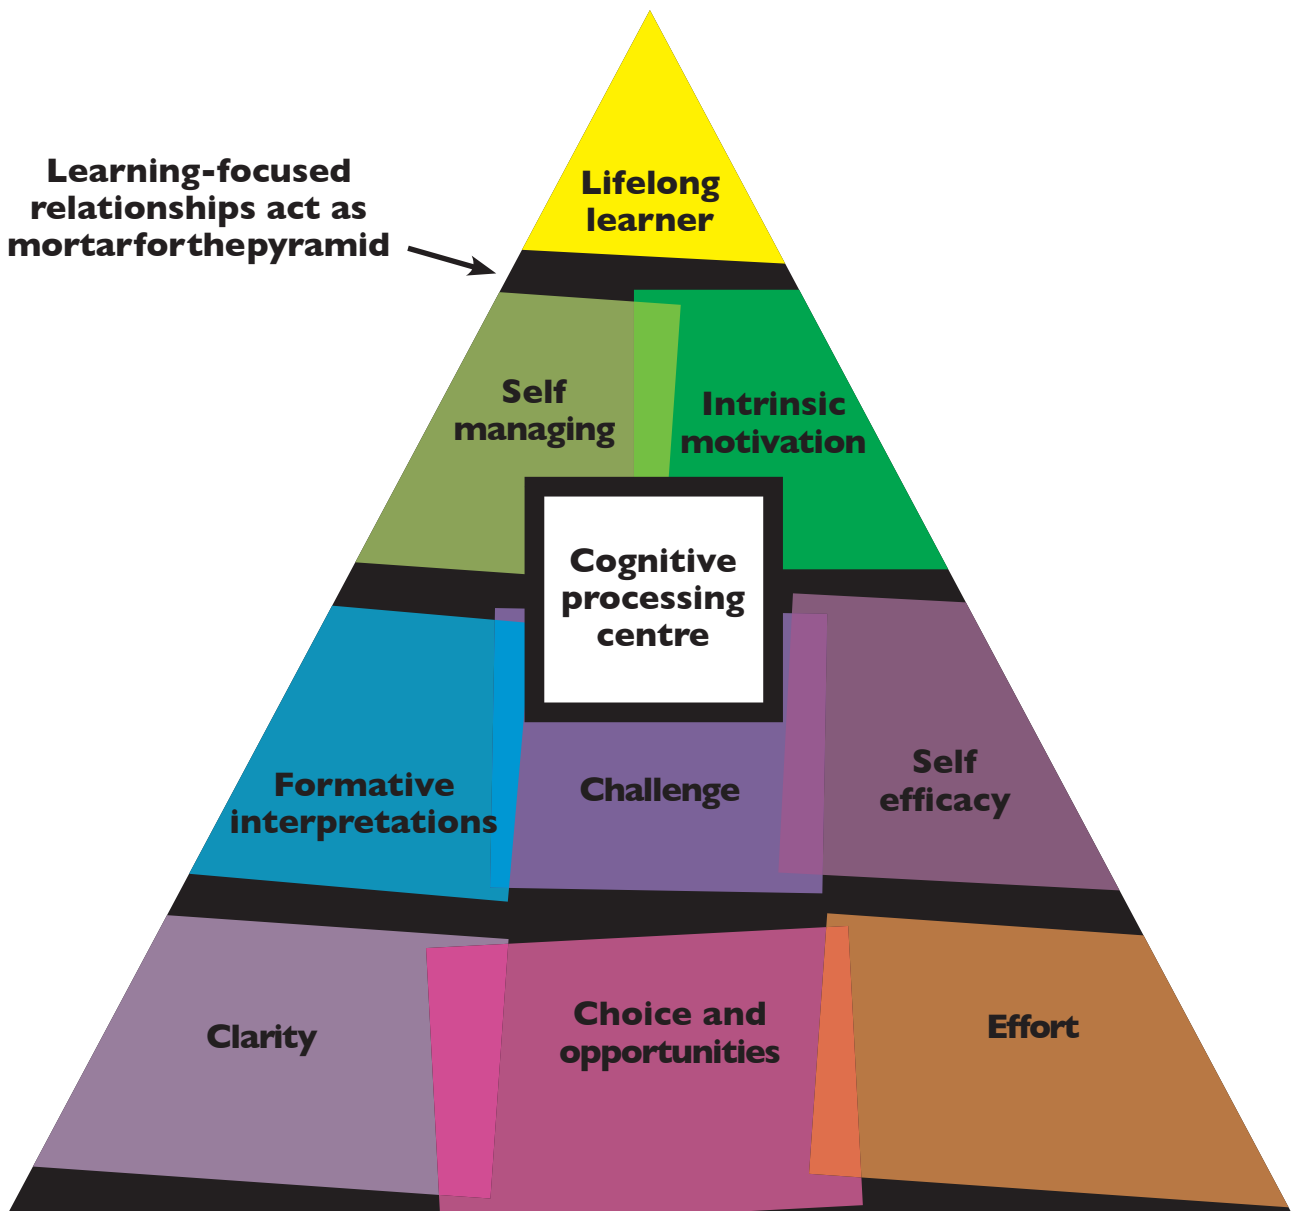 Learning-focused
relationships act as
mortarforthepyramid
Lifelong
learner
Self
managing
Intrinsic
motivation
Cognitive
processing
centre
Formative
interpretations
Challenge
Self
efficacy
Clarity
Choice and
opportunities
Effort